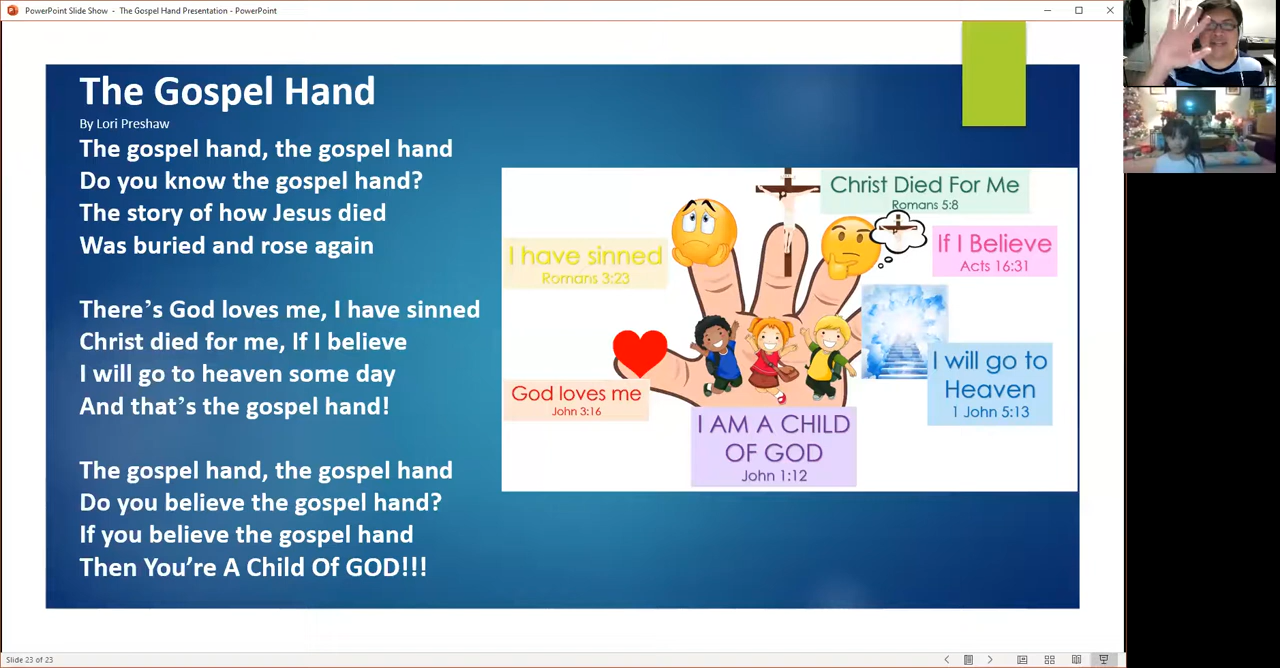 PowerPoint Slide Show - The Gospel Hand Presentation - PowerPoint
The Gospel Hand
By Lori Preshaw
The gospel hand, the gospel hand
Do you know the gospel hand?
The story of how Jesus died
Was buried and rose again
There’s God loves me, I have sinned
Christ died for me, If I believe
I will go to heaven some day
And that’s the gospel hand!
The gospel hand, the gospel hand
Do you believe the gospel hand?
If you believe the gospel hand
Then You’re A Child Of GOD!!!
Christ Died For Me
Romans 5:8
I have sinned
Romans 3:23
If I Believe
Acts 16:31
God loves me
John 3:16
I will go to
Heaven
1 John 5:13
I AM A CHILD
OF GOD
John 1:12
Slide 23 of 23